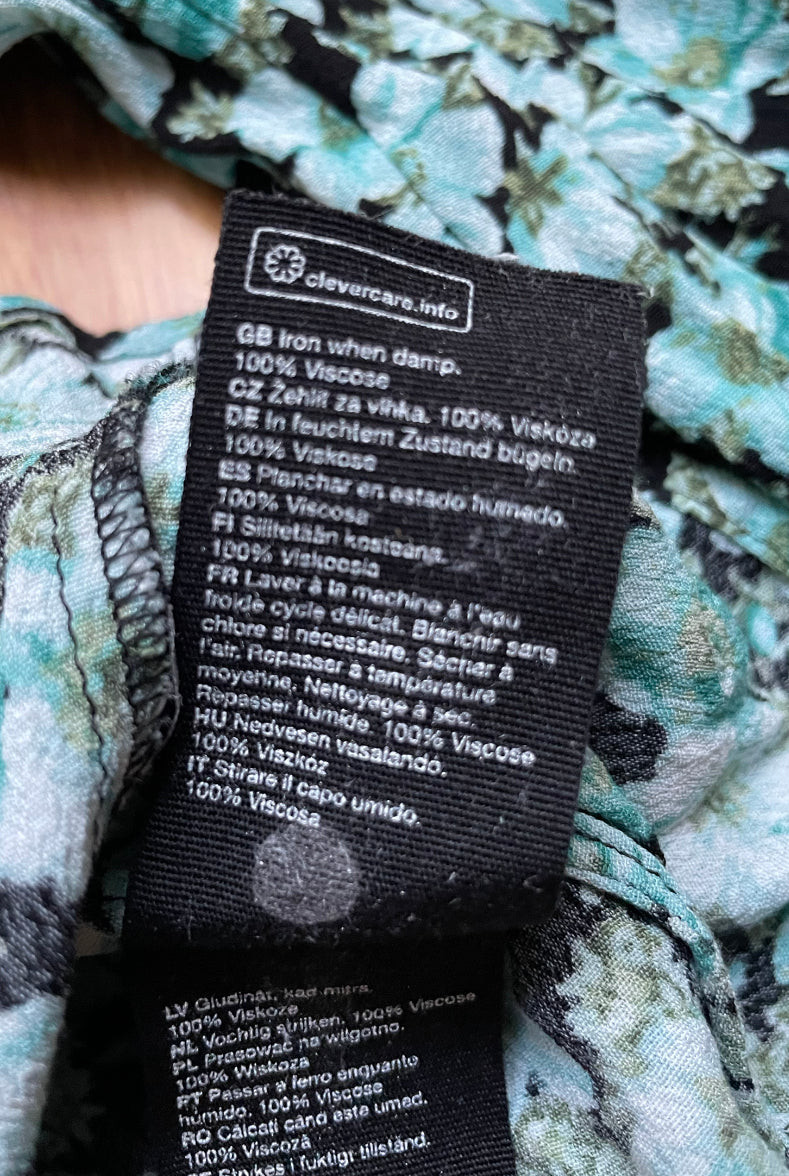 clevercare.info
GB Iron when damp.
100% Viscose
CZ Žehlit za vlhka. 100% Viskóza
DE In feuchtem Zustand bügeln.
100% Viskose
ES Planchar en estado humedo.
100% Viscosa
FI Silitetään kosteana.
100% Viskoosia
FR Laver à la machine à l'eau
froide cycle délicat. Blanchir sans
chlore si nécessaire. Sécher à
l'air. Repasser à température
moyenne. Nettoyage à sec.
Repasser humide. 100% Viscose
HU Nedvesen vasalandó.
100% Viszkóz
IT Stirare il capo umido.
100% Viscosa
LV Gludināt, kad mitrs.
100% Viskoze
NL Vochtig strijken. 100% Viscose
PL Prasować na wilgotno.
100% Wiskoza
PT Passar a ferro enquanto
húmido. 100% Viscose
RO Călcați când este umed.
100% Viscoză
Strykes i fuktigt tillstånd.